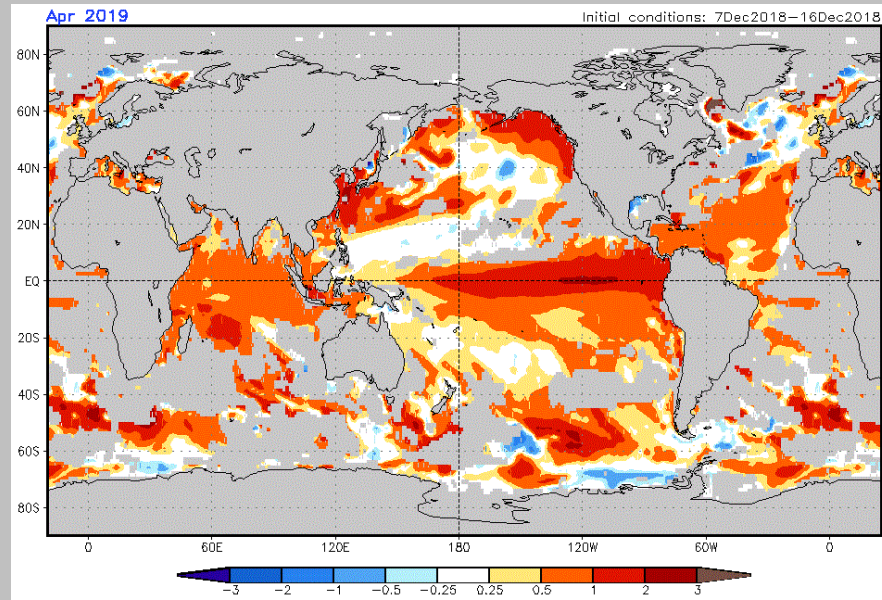 Apr 2019
Initial conditions: 7Dec2018–16Dec2018
80N
60N
40N
20N
EQ
20S
40S
60S
80S
0 60E 120E 180 120W 60W 0
-3 -2 -1 -0.5 -0.25 0.25 0.5 1 2 3